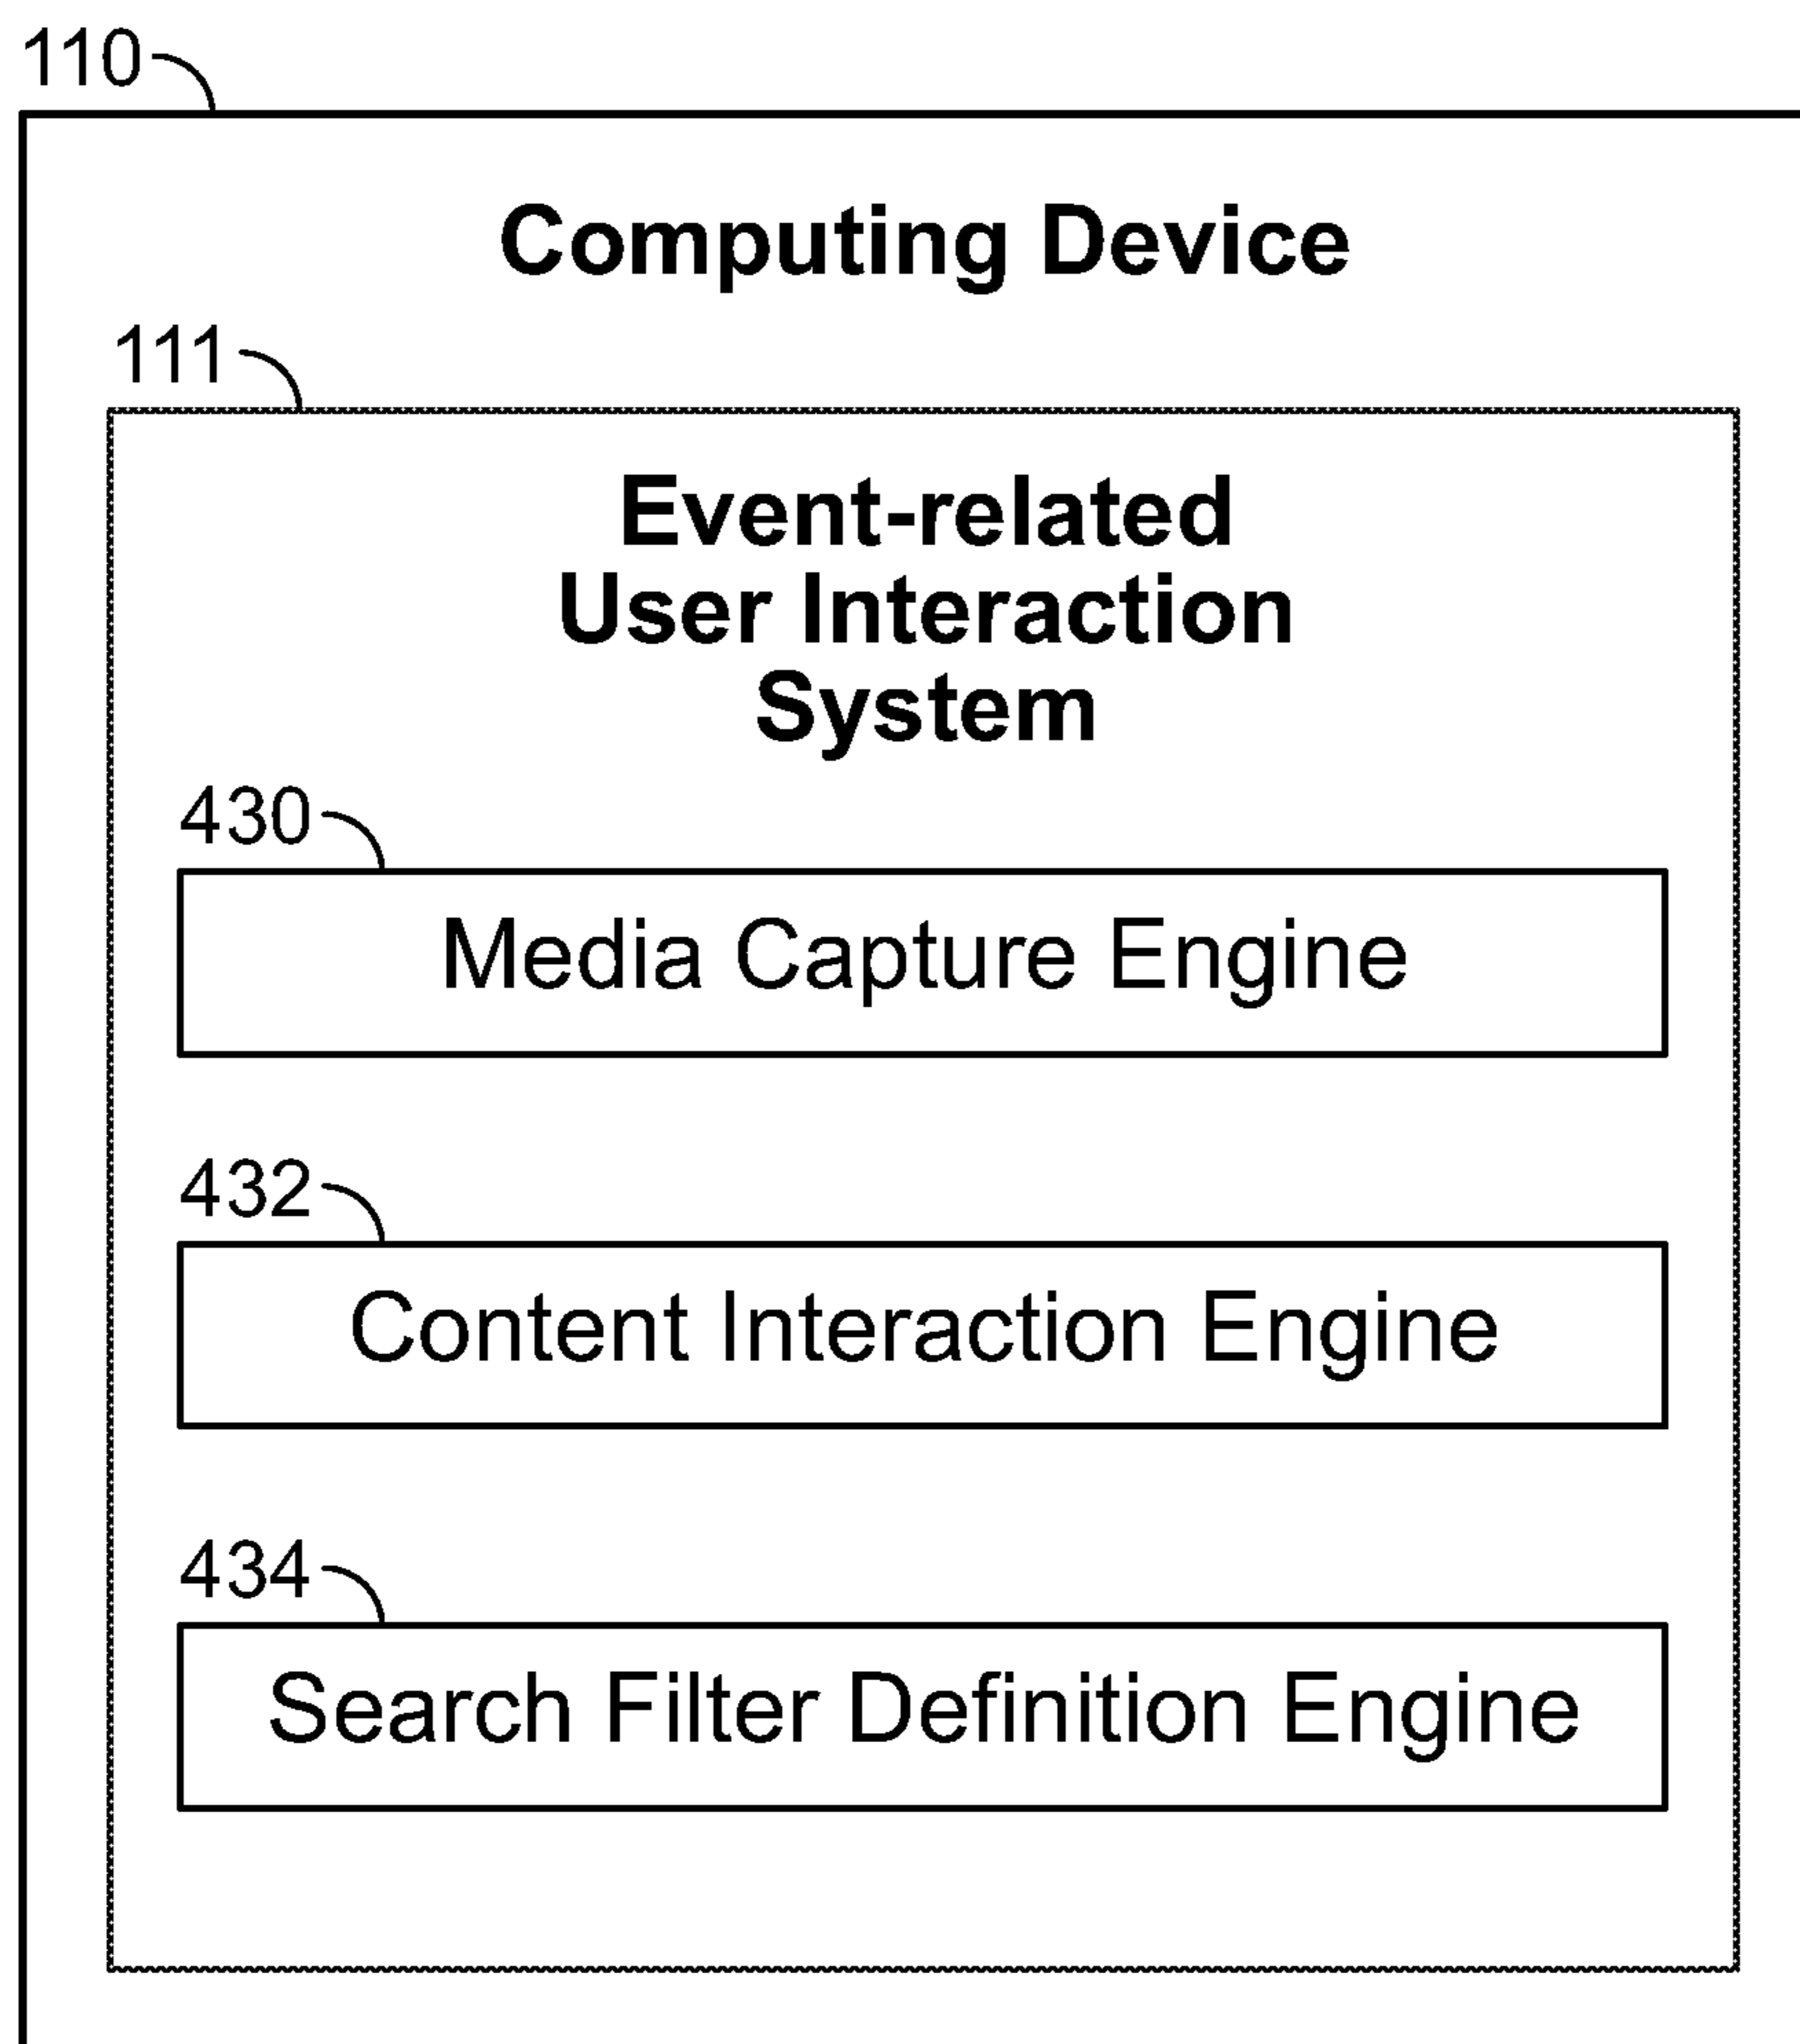 110
Computing Device
111
Event-related
User Interaction
System
430
Media Capture Engine
432
Content Interaction Engine
434
Search Filter Definition Engine